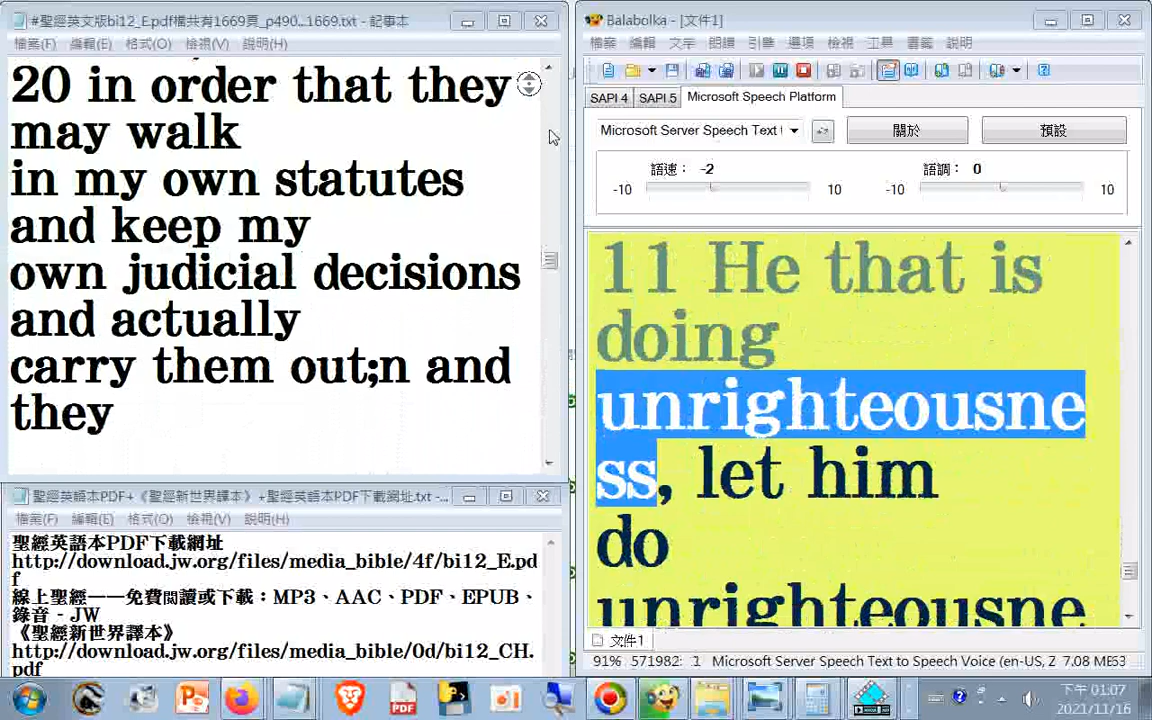 #聖經英文版bi12_E.pdf橫共有1669頁_p490...1669.txt - 記事本
檔案(F) 編輯(E) 格式(O) 檢視(V) 說明(H)
20 in order that they
may walk
in my own statutes
and keep my
own judicial decisions
and actually
carry them out;n and
they
聖經英語本PDF+《聖經新世界譯本》+聖經英語本PDF下載網址.txt -...
檔案(F) 編輯(E) 格式(O) 檢視(V) 說明(H)
聖經英語本PDF下載網址
http://download.jw.org/files/media_bible/4f/bi12_E.pd
f
線上聖經——免費閱讀或下載：MP3、AAC、PDF、EPUB、
錄音 - JW
《聖經新世界譯本》
http://download.jw.org/files/media_bible/0d/bi12_CH.
pdf
Balabolka - [文件1]
檔案 編輯 文字 朗讀 引擎 選項 檢視 工具 書籤 說明
SAPI 4 SAPI 5 Microsoft Speech Platform
Microsoft Server Speech Text t 關於 預設
語速： -2 語調： 0
-10 10 -10 10
11 He that is
doing
unrighteousne
ss, let him
do
unrighteousne
文件1
91% 571982: 1 Microsoft Server Speech Text to Speech Voice (en-US, Z 7.08 ME53
PDF
下午 01:07
2021/11/16